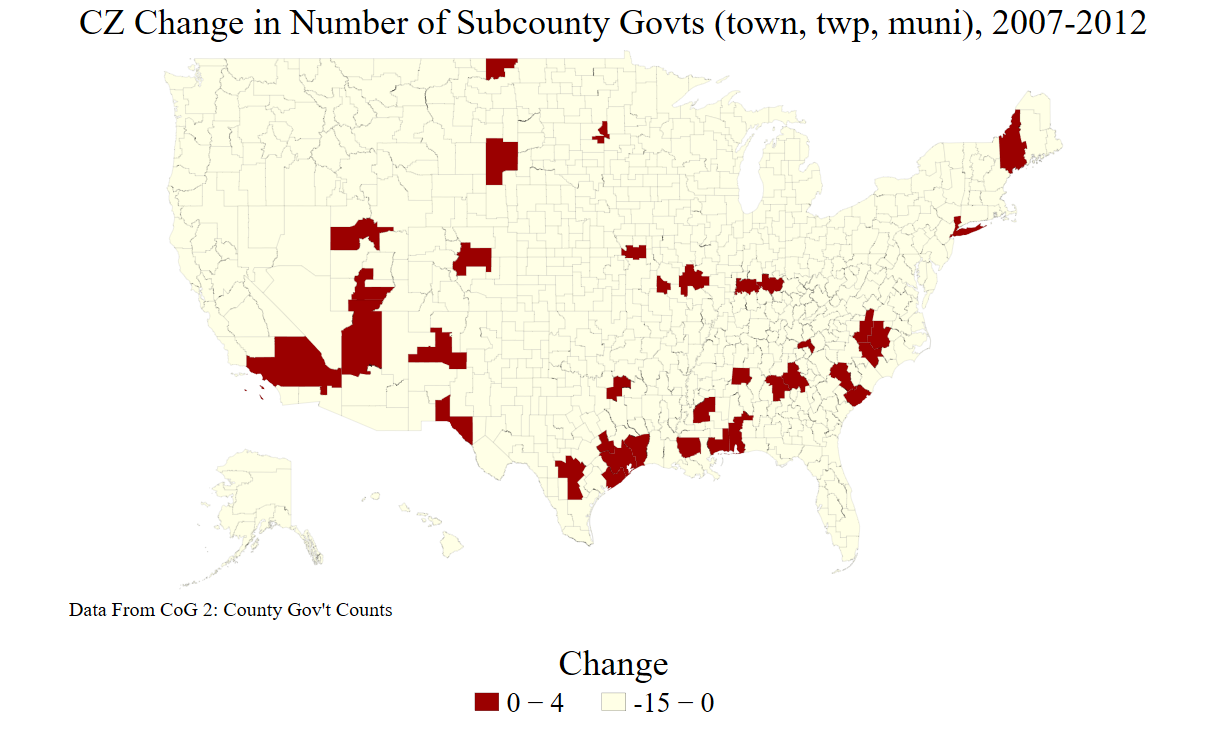 CZ Change in Number of Subcounty Govts (town, twp, muni), 2007-2012
Data From CoG 2: County Gov't Counts
Change
0 − 4
-15 − 0